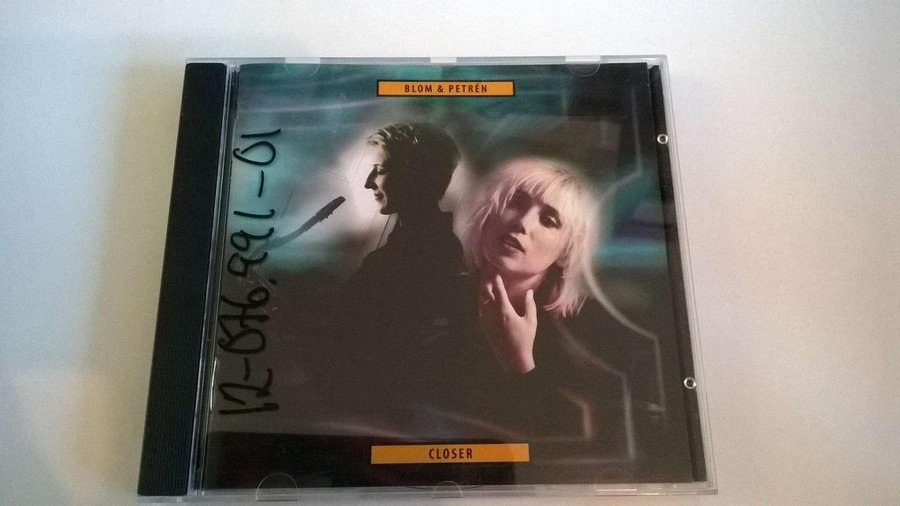 BLOM & PETRÉN
12-076.991-01
CLOSER